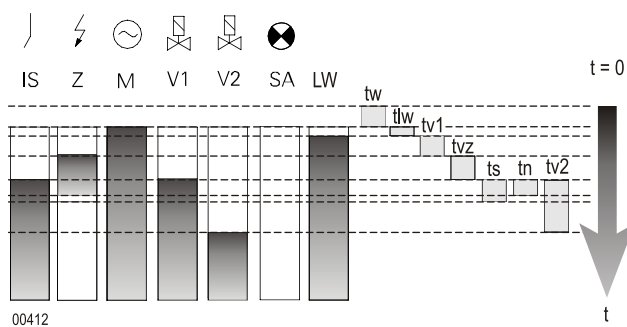 IS Z M V1 V2 SA LW
t = 0
tw
tlw
tv1
tvz
ts tn tv2
t
00412